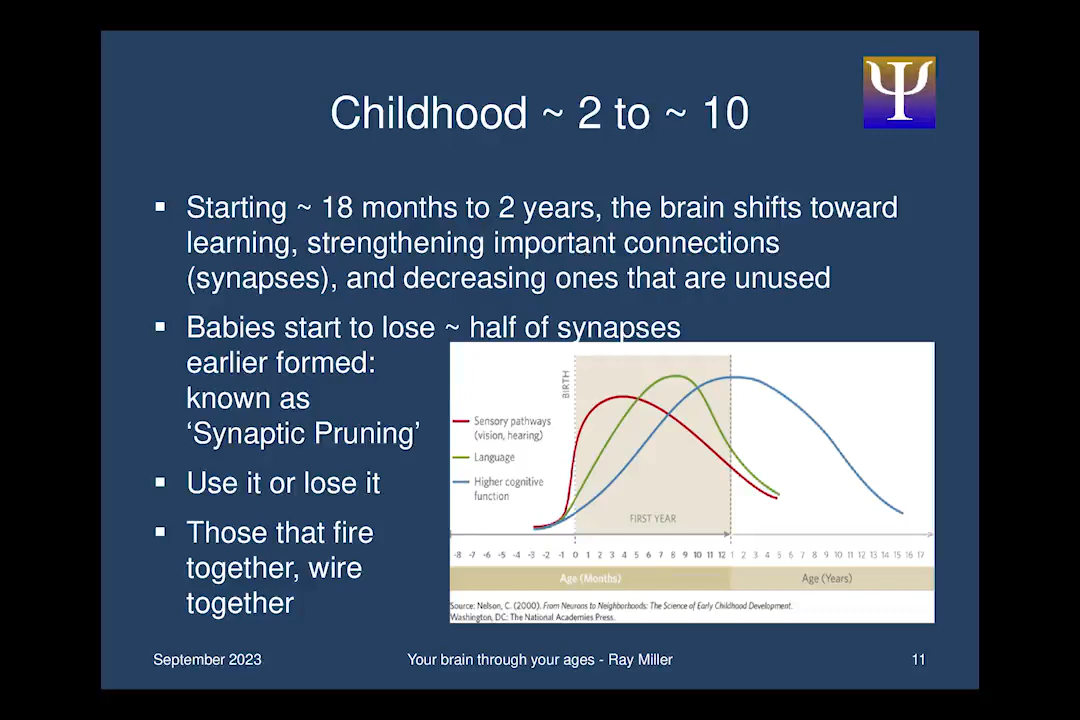 Childhood ~ 2 to ~ 10
Ψ
▪ Starting ~ 18 months to 2 years, the brain shifts toward
learning, strengthening important connections
(synapses), and decreasing ones that are unused
▪ Babies start to lose ~ half of synapses
earlier formed:
known as
‘Synaptic Pruning’
▪ Use it or lose it
▪ Those that fire
together, wire
together
BIRTH
Sensory pathways
(vision, hearing)
Language
Higher cognitive
function
FIRST YEAR
-8 -7 -6 -5 -4 -3 -2 -1 0 1 2 3 4 5 6 7 8 9 10 11 12 1 2 3 4 5 6 7 8 9 10 11 12 13 14 15 16 17
Age (Months) Age (Years)
Source: Nelson, C. (2000). From Neurons to Neighborhoods: The Science of Early Childhood Development.
Washington, DC: The National Academies Press.
September 2023 Your brain through your ages - Ray Miller 11